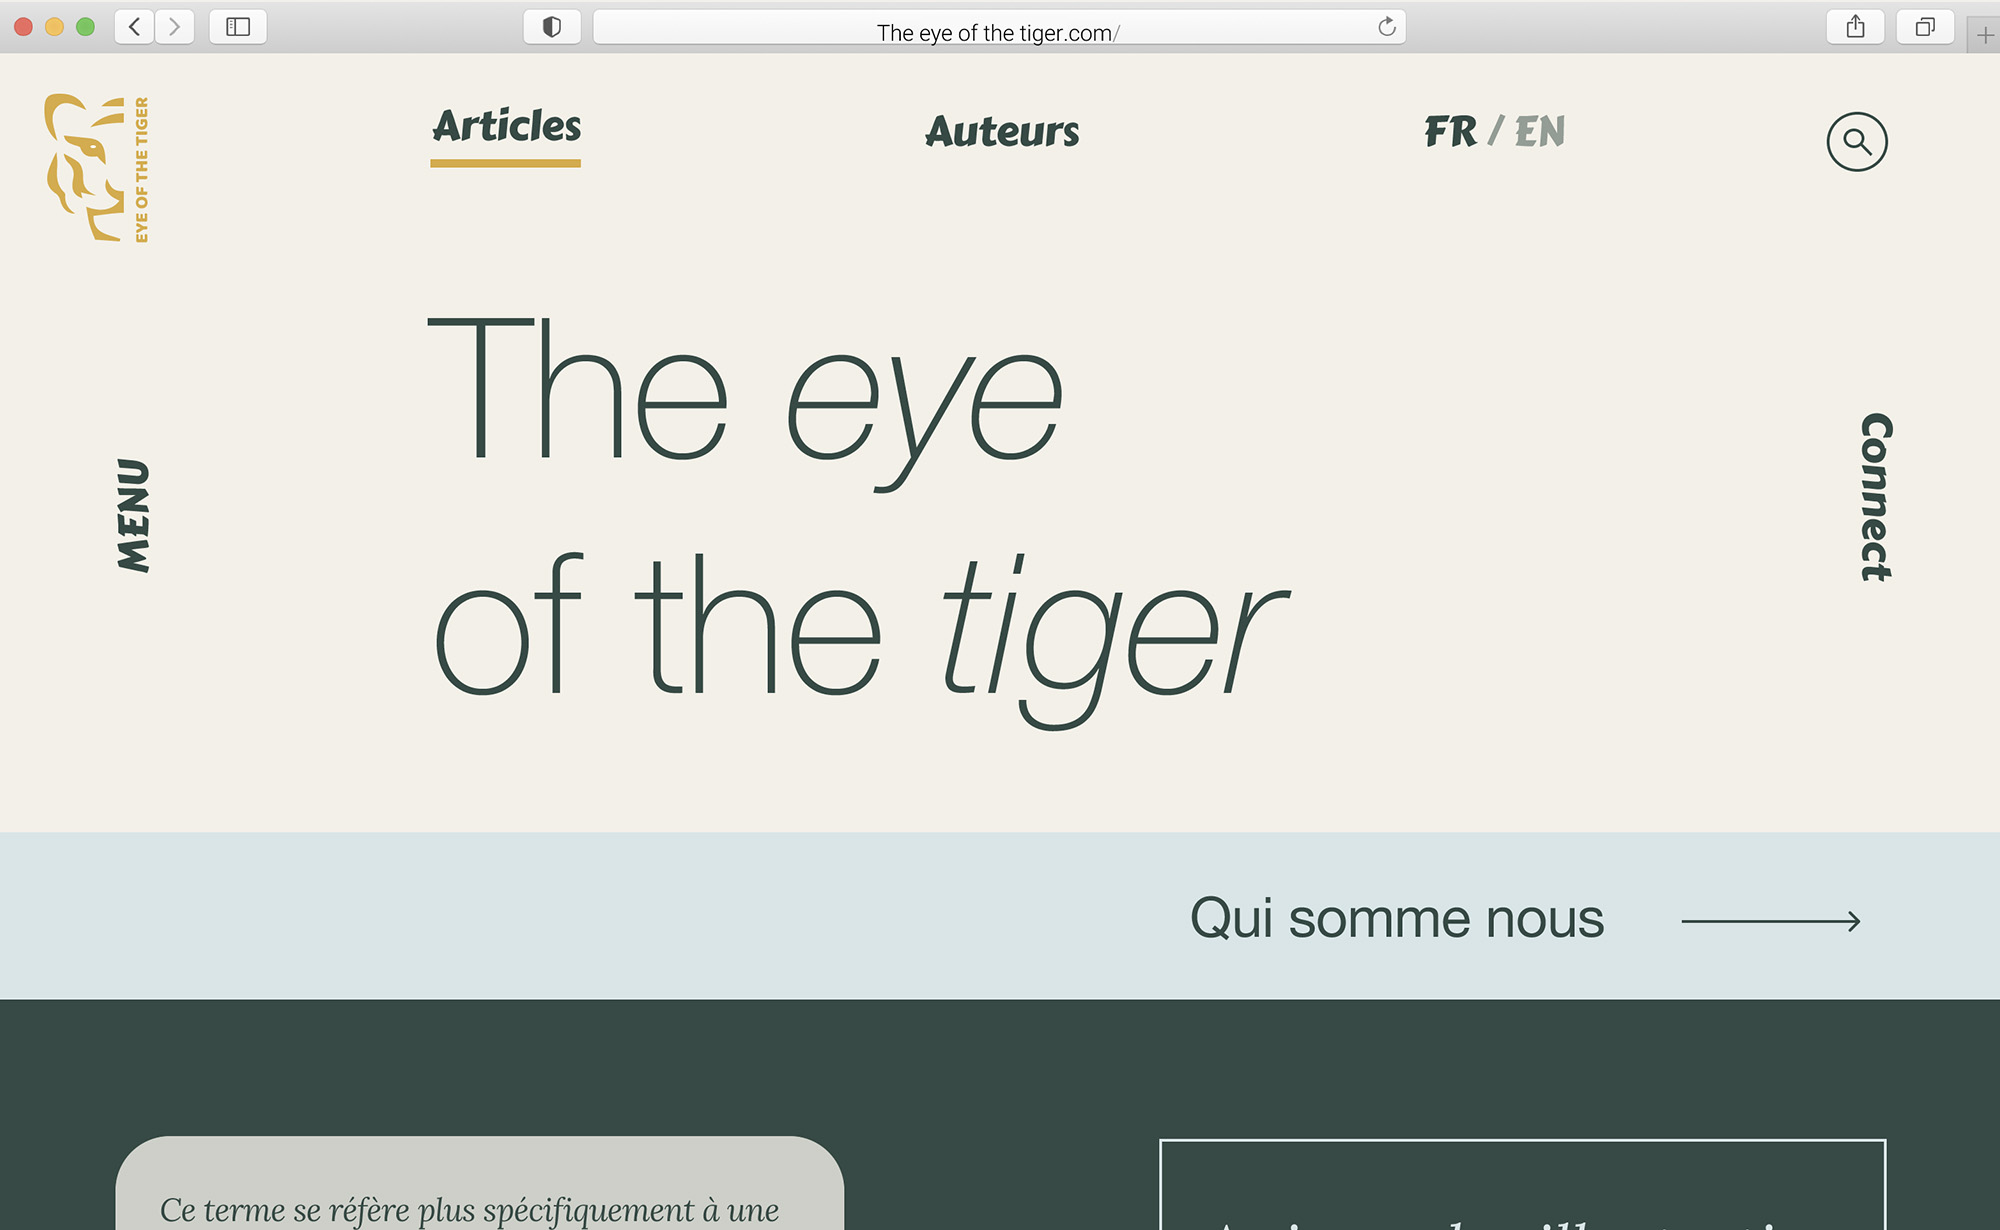 The eye of the tiger.com/
EYE OF THE TIGER
Articles
Auteurs
FR / EN
MENU
The eye
of the tiger
Connect
Qui somme nous
Ce terme se réfère plus spécifiquement à une